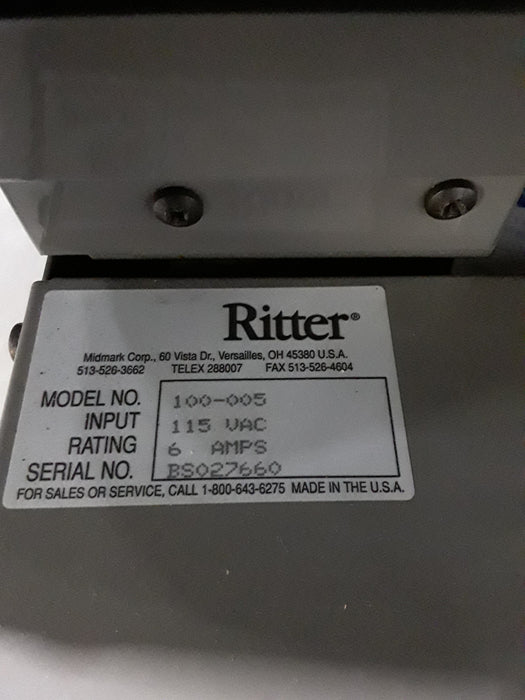 Ritter®
Midmark Corp., 60 Vista Dr., Versailles, OH 45380 U.S.A.
513-526-3662 TELEX 288007 FAX 513-526-4604
MODEL NO. 100-005
INPUT 115 VAC
RATING 6 AMPS
SERIAL NO. BS027660
FOR SALES OR SERVICE, CALL 1-800-643-6275 MADE IN THE U.S.A.